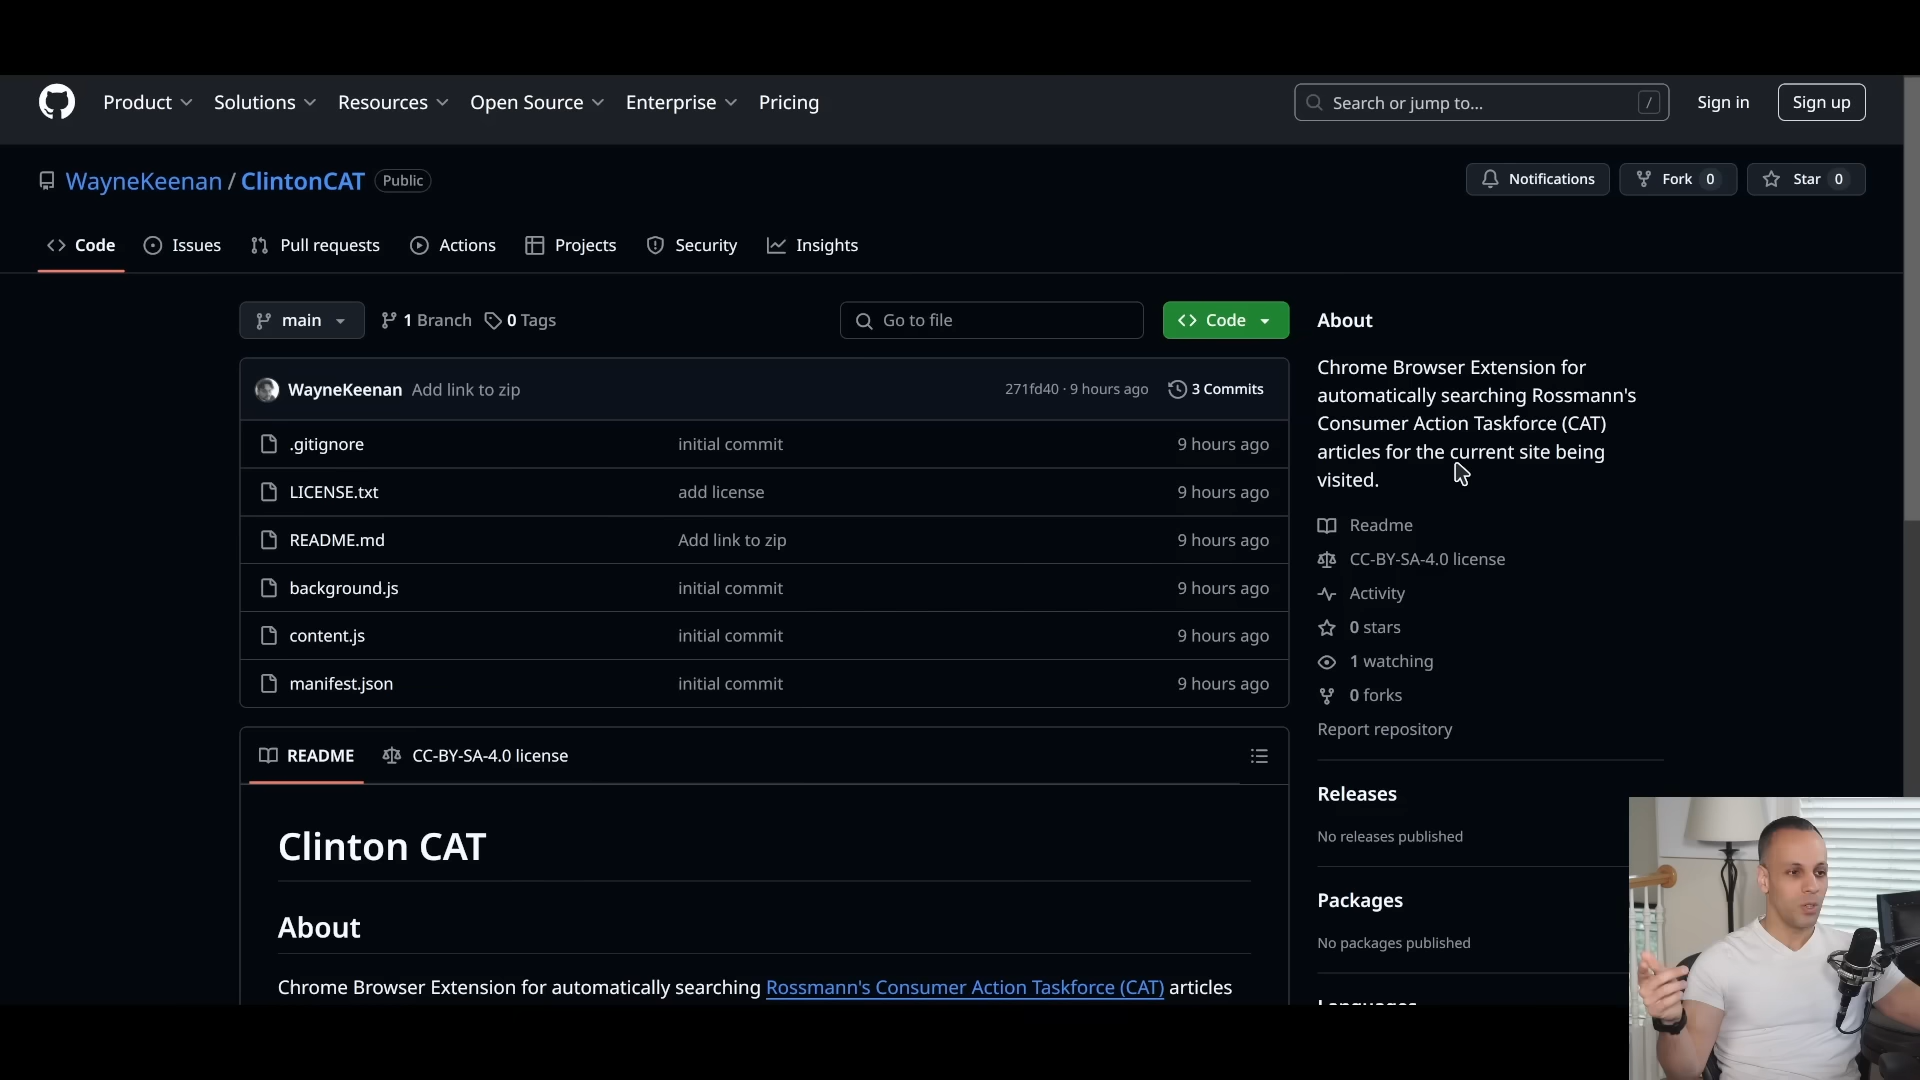 Product Solutions Resources Open Source Enterprise Pricing Search or jump to... / Sign in Sign up
WayneKeenan / ClintonCAT Public Notifications Fork 0 Star 0
Code Issues Pull requests Actions Projects Security Insights
main 1 Branch 0 Tags Go to file Code
WayneKeenan Add link to zip 271fd40 · 9 hours ago 3 Commits
.gitignore initial commit 9 hours ago
LICENSE.txt add license 9 hours ago
README.md Add link to zip 9 hours ago
background.js initial commit 9 hours ago
content.js initial commit 9 hours ago
manifest.json initial commit 9 hours ago
README CC-BY-SA-4.0 license
Clinton CAT
About
Chrome Browser Extension for automatically searching Rossmann's Consumer Action Taskforce (CAT) articles
About
Chrome Browser Extension for
automatically searching Rossmann's
Consumer Action Taskforce (CAT)
articles for the current site being
visited.
Readme
CC-BY-SA-4.0 license
Activity
0 stars
1 watching
0 forks
Report repository
Releases
No releases published
Packages
No packages published
Languages